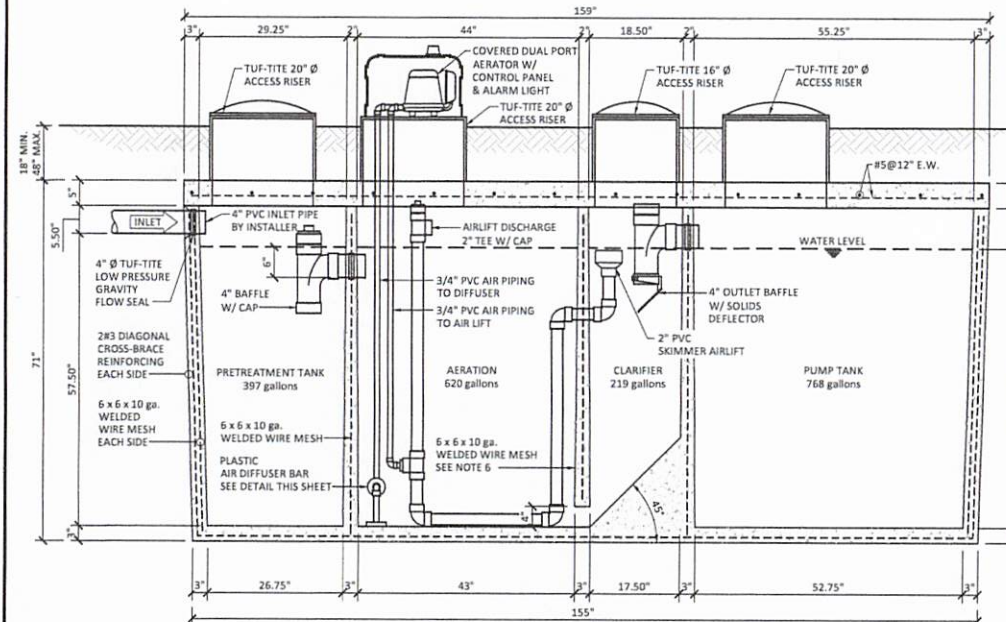 159"
3" 29.25" 2" 44" 2" 18.50" 2" 55.25" 3"
COVERED DUAL PORT
AERATOR W/
CONTROL PANEL
& ALARM LIGHT
TUF-TITE 20" Ø
ACCESS RISER
TUF-TITE 20" Ø
ACCESS RISER
TUF-TITE 16" Ø
ACCESS RISER
TUF-TITE 20" Ø
ACCESS RISER
18" MIN.
48" MAX.
#5@12" E.W.
5"
5.50"
INLET
4" PVC INLET PIPE
BY INSTALLER
AIRLIFT DISCHARGE
2" TEE W/ CAP
WATER LEVEL
6"
4" Ø TUF-TITE
LOW PRESSURE
GRAVITY
FLOW SEAL
4" BAFFLE
W/ CAP
3/4" PVC AIR PIPING
TO DIFFUSER
3/4" PVC AIR PIPING
TO AIR LIFT
4" OUTLET BAFFLE
W/ SOLIDS
DEFLECTOR
2" PVC
SKIMMER AIRLIFT
2#3 DIAGONAL
CROSS-BRACE
REINFORCING
EACH SIDE
71"
57.50"
PRETREATMENT TANK
397 gallons
AERATION
620 gallons
CLARIFIER
219 gallons
PUMP TANK
768 gallons
6 x 6 x 10 ga.
WELDED
WIRE MESH
EACH SIDE
6 x 6 x 10 ga.
WELDED WIRE MESH
6 x 6 x 10 ga.
WELDED WIRE MESH
SEE NOTE 6
PLASTIC
AIR DIFFUSER BAR
SEE DETAIL THIS SHEET
4"
45°
3"
3" 26.75" 3" 43" 3" 17.50" 3" 52.75" 3"
155"